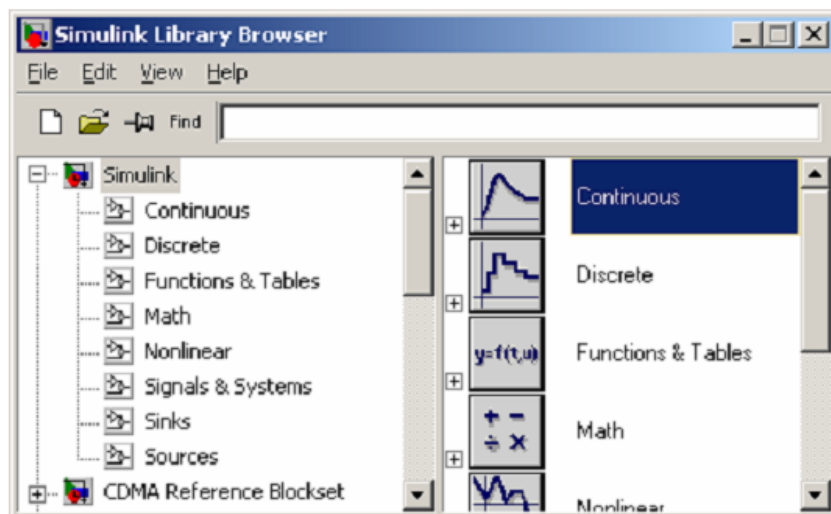 Simulink Library Browser
File Edit View Help
Find
Simulink
Continuous
Discrete
Functions & Tables
Math
Nonlinear
Signals & Systems
Sinks
Sources
CDMA Reference Blockset
Continuous
Discrete
y=f(t,u)
Functions & Tables
Math
Nonlinear